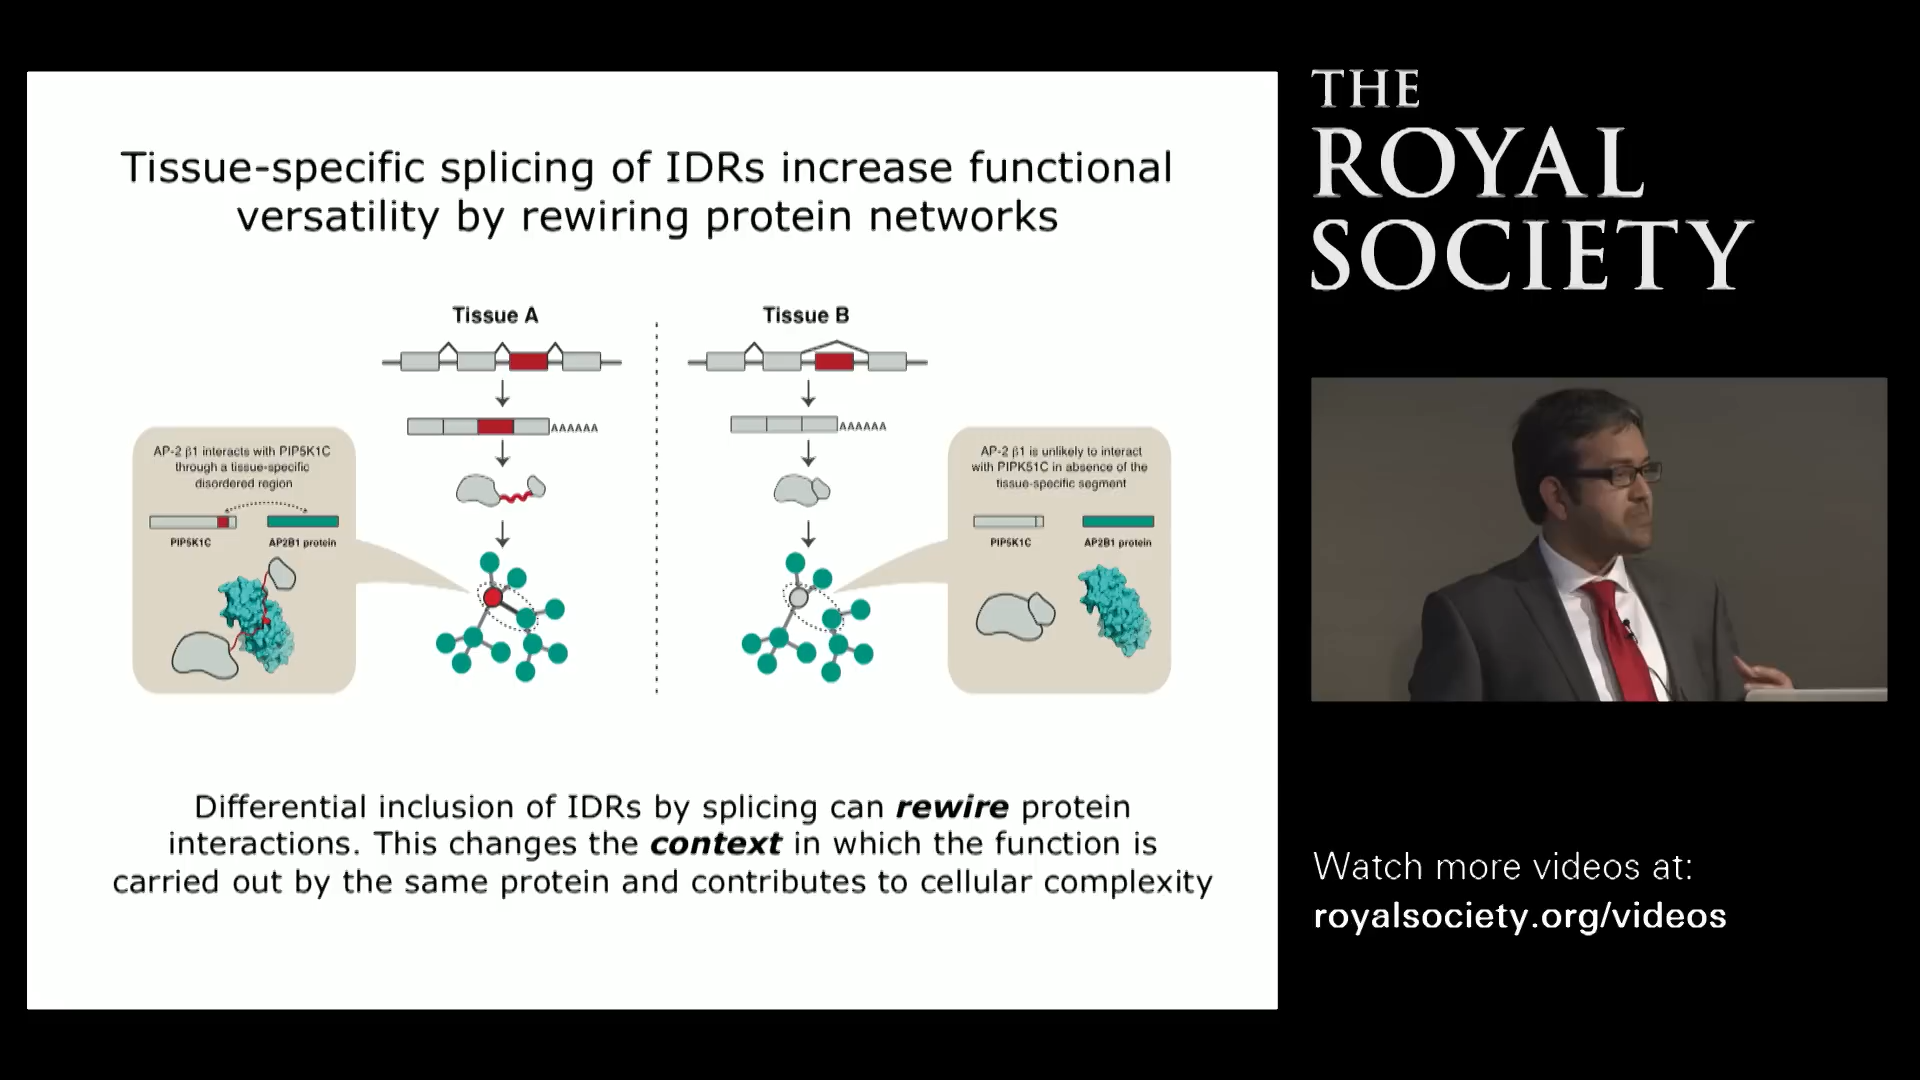 Tissue-specific splicing of IDRs increase functional
versatility by rewiring protein networks
Tissue A
Tissue B
AAAAAA
AAAAAA
AP-2 β1 interacts with PIP5K1C
through a tissue-specific
disordered region
PIP5K1C
AP2B1 protein
AP-2 β1 is unlikely to interact
with PIPK51C in absence of the
tissue-specific segment
PIP5K1C
AP2B1 protein
Differential inclusion of IDRs by splicing can rewire protein
interactions. This changes the context in which the function is
carried out by the same protein and contributes to cellular complexity
THE
ROYAL
SOCIETY
Watch more videos at:
royalsociety.org/videos